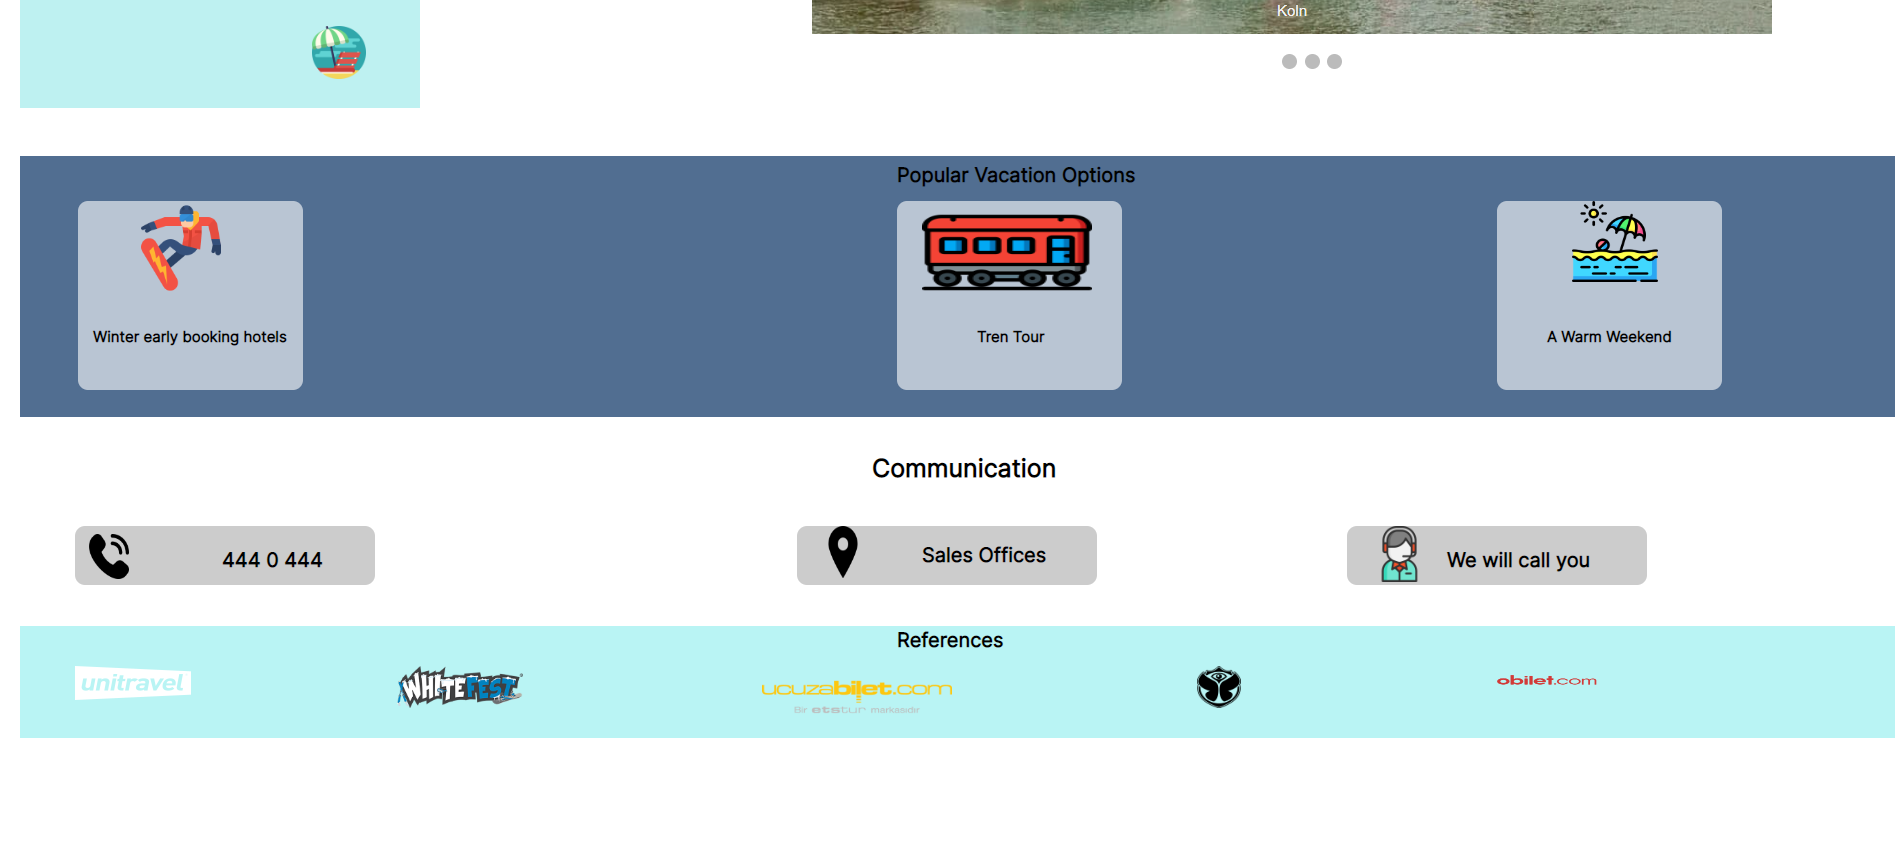 Koln
Popular Vacation Options
Winter early booking hotels
Tren Tour
A Warm Weekend
Communication
444 0 444
Sales Offices
We will call you
References
unitravel
WHITEFEST
ucuzabilet.com
Bir etstur markasıdır
obilet.com